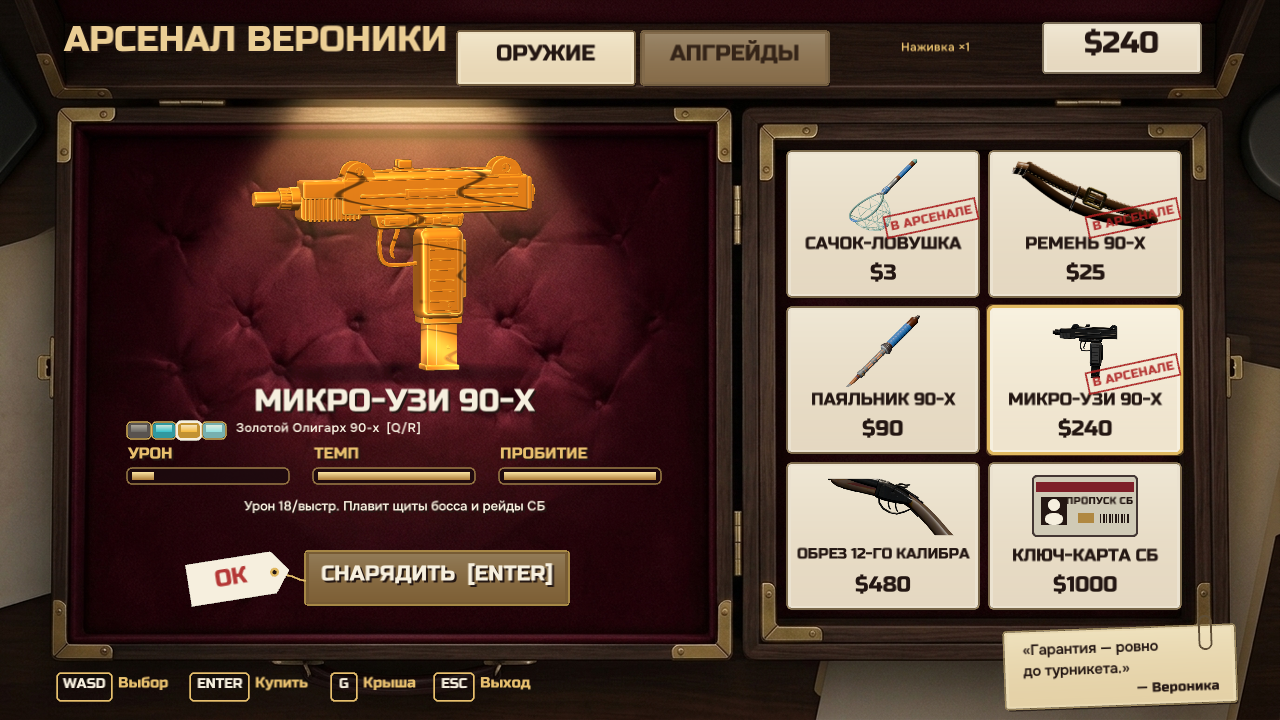 АРСЕНАЛ ВЕРОНИКИ
ОРУЖИЕ
АПГРЕЙДЫ
Наживка ×1
$240
МИКРО-УЗИ 90-Х
Золотой Олигарх 90-х [Q/R]
УРОН
ТЕМП
ПРОБИТИЕ
Урон 18/выстр. Плавит щиты босса и рейды СБ
ОК
СНАРЯДИТЬ [ENTER]
В АРСЕНАЛЕ
САЧОК-ЛОВУШКА
$3
В АРСЕНАЛЕ
РЕМЕНЬ 90-Х
$25
ПАЯЛЬНИК 90-Х
$90
В АРСЕНАЛЕ
МИКРО-УЗИ 90-Х
$240
ОБРЕЗ 12-ГО КАЛИБРА
$480
ПРОПУСК СБ
КЛЮЧ-КАРТА СБ
$1000
«Гарантия — ровно
до турникета.»
— Вероника
WASD Выбор
ENTER Купить
G Крыша
ESC Выход